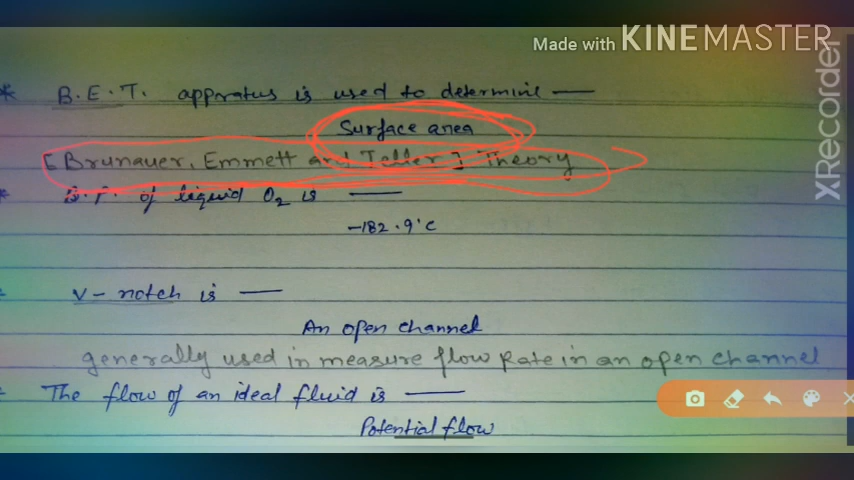 Made with KINEMASTER
XRecorder
* B.E.T. apparatus is used to determine —
Surface area
[Brunauer, Emmett and Teller] Theory
* B.P. of liquid O₂ is —
-182.9°C
V-notch is —
An open channel
generally used in measure flow rate in an open channel
The flow of an ideal fluid is —
Potential flow